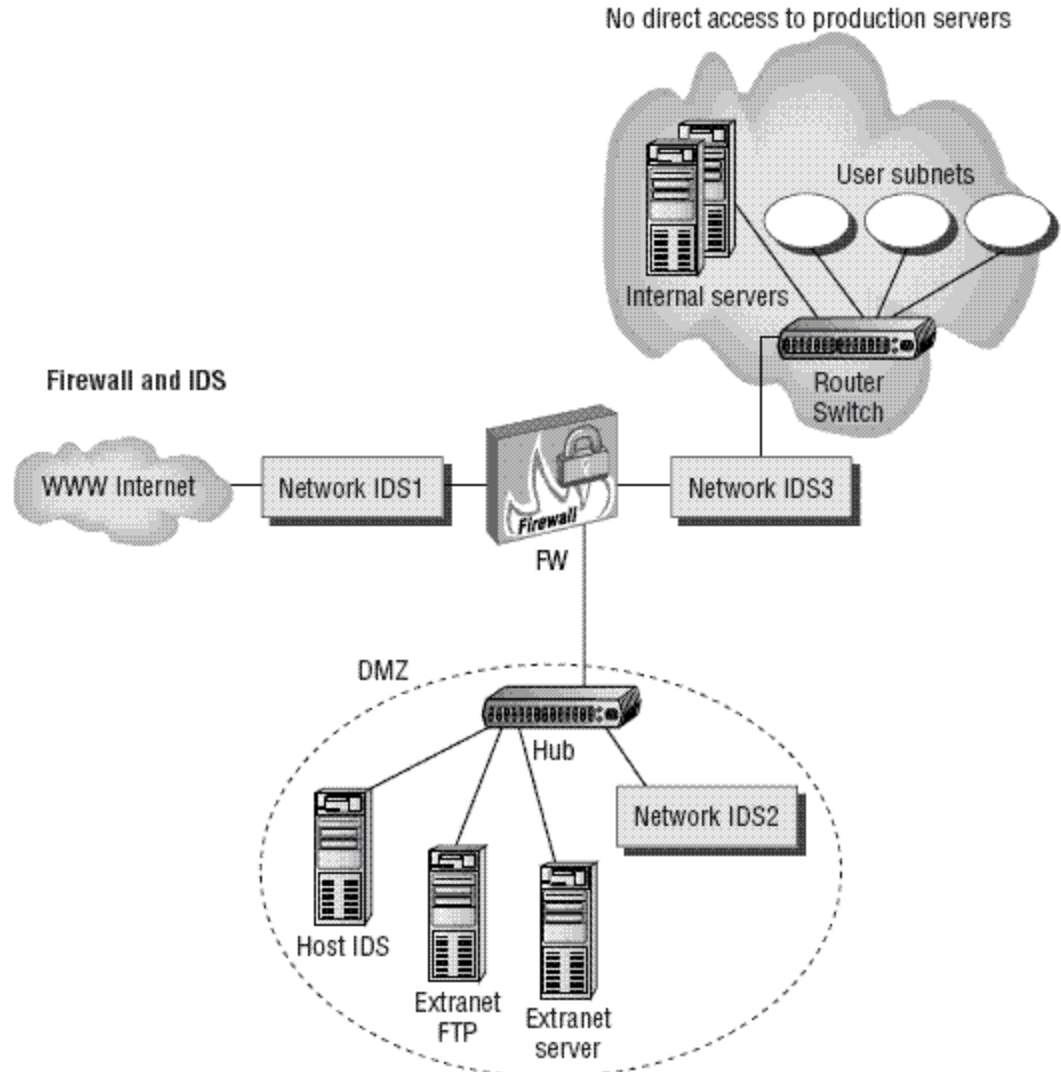 No direct access to production servers
User subnets
Internal servers
Router
Switch
Firewall and IDS
WWW Internet
Network IDS1
Firewall
Network IDS3
FW
DMZ
Hub
Network IDS2
Host IDS
Extranet
FTP
Extranet
server